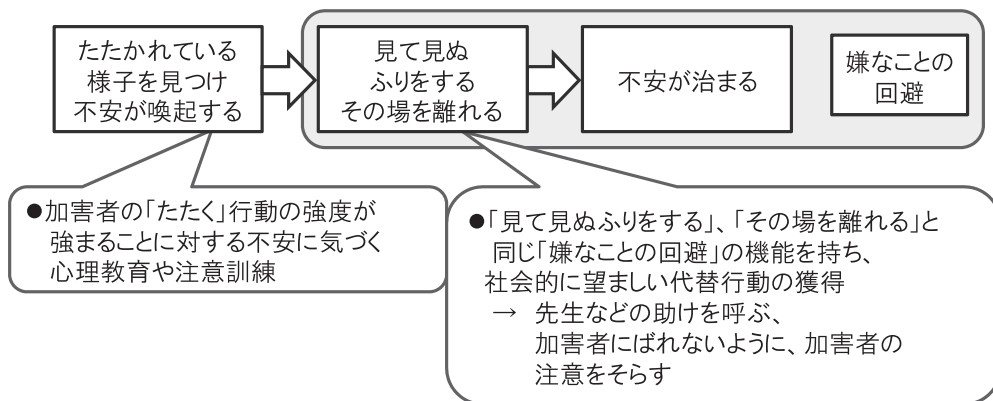 たたかれている
様子を見つけ
不安が喚起する
見て見ぬ
ふりをする
その場を離れる
不安が治まる
嫌なことの
回避
●加害者の「たたく」行動の強度が
強まることに対する不安に気づく
心理教育や注意訓練
●「見て見ぬふりをする」、「その場を離れる」と
同じ「嫌なことの回避」の機能を持ち、
社会的に望ましい代替行動の獲得
→ 先生などの助けを呼ぶ、
加害者にばれないように、加害者の
注意をそらす